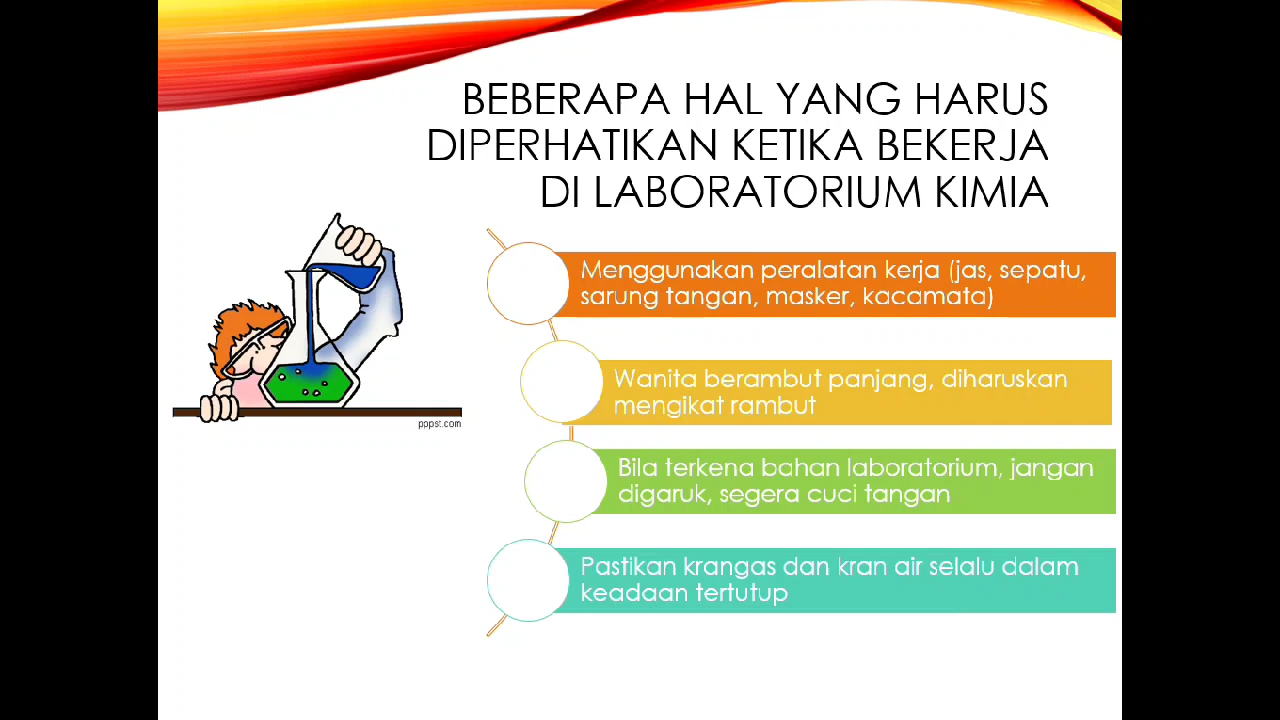 BEBERAPA HAL YANG HARUS
DIPERHATIKAN KETIKA BEKERJA
DI LABORATORIUM KIMIA
Menggunakan peralatan kerja (jas, sepatu,
sarung tangan, masker, kacamata)
Wanita berambut panjang, diharuskan
mengikat rambut
Bila terkena bahan laboratorium, jangan
digaruk, segera cuci tangan
Pastikan krangas dan kran air selalu dalam
keadaan tertutup
pppst.com